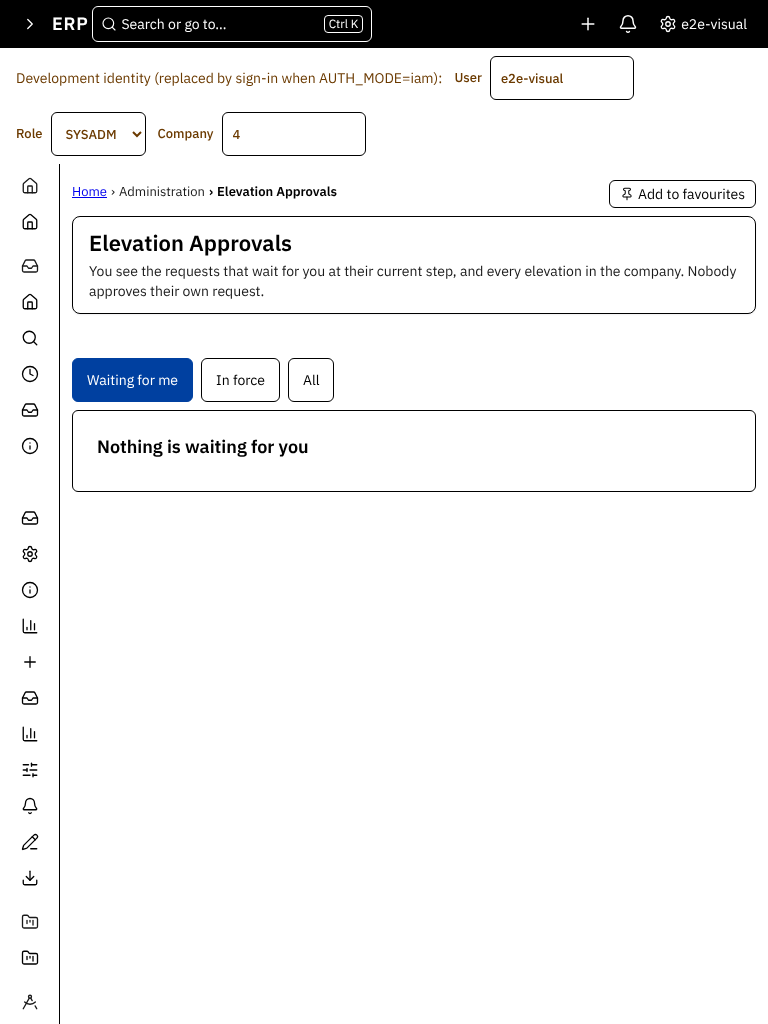 ERP
Search or go to...
Ctrl K
e2e-visual
Development identity (replaced by sign-in when AUTH_MODE=iam):
User
e2e-visual
Role
SYSADM
Company
4
Home › Administration › Elevation Approvals
Add to favourites
Elevation Approvals
You see the requests that wait for you at their current step, and every elevation in the company. Nobody
approves their own request.
Waiting for me
In force
All
Nothing is waiting for you